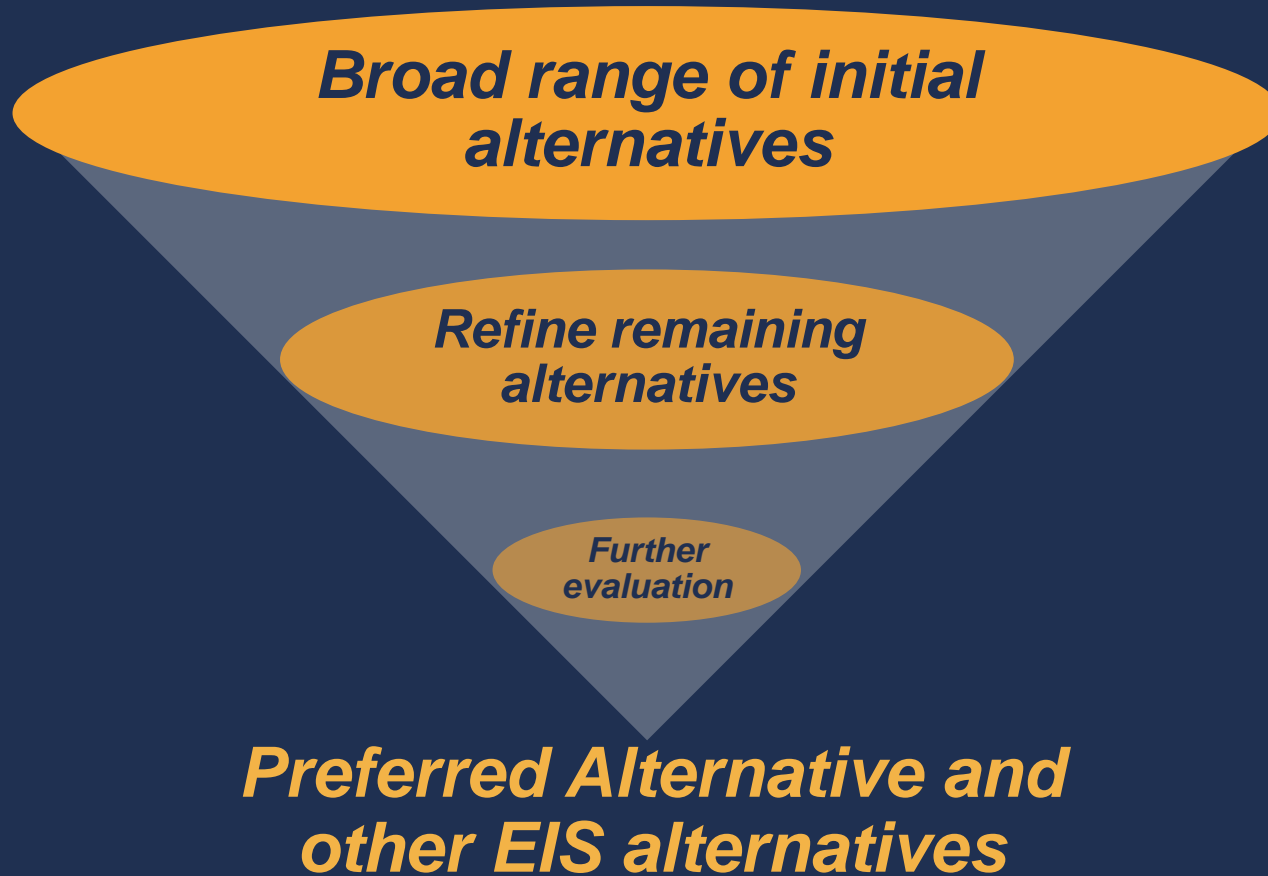 Broad range of initial
alternatives
Refine remaining
alternatives
Further
evaluation
Preferred Alternative and
other EIS alternatives